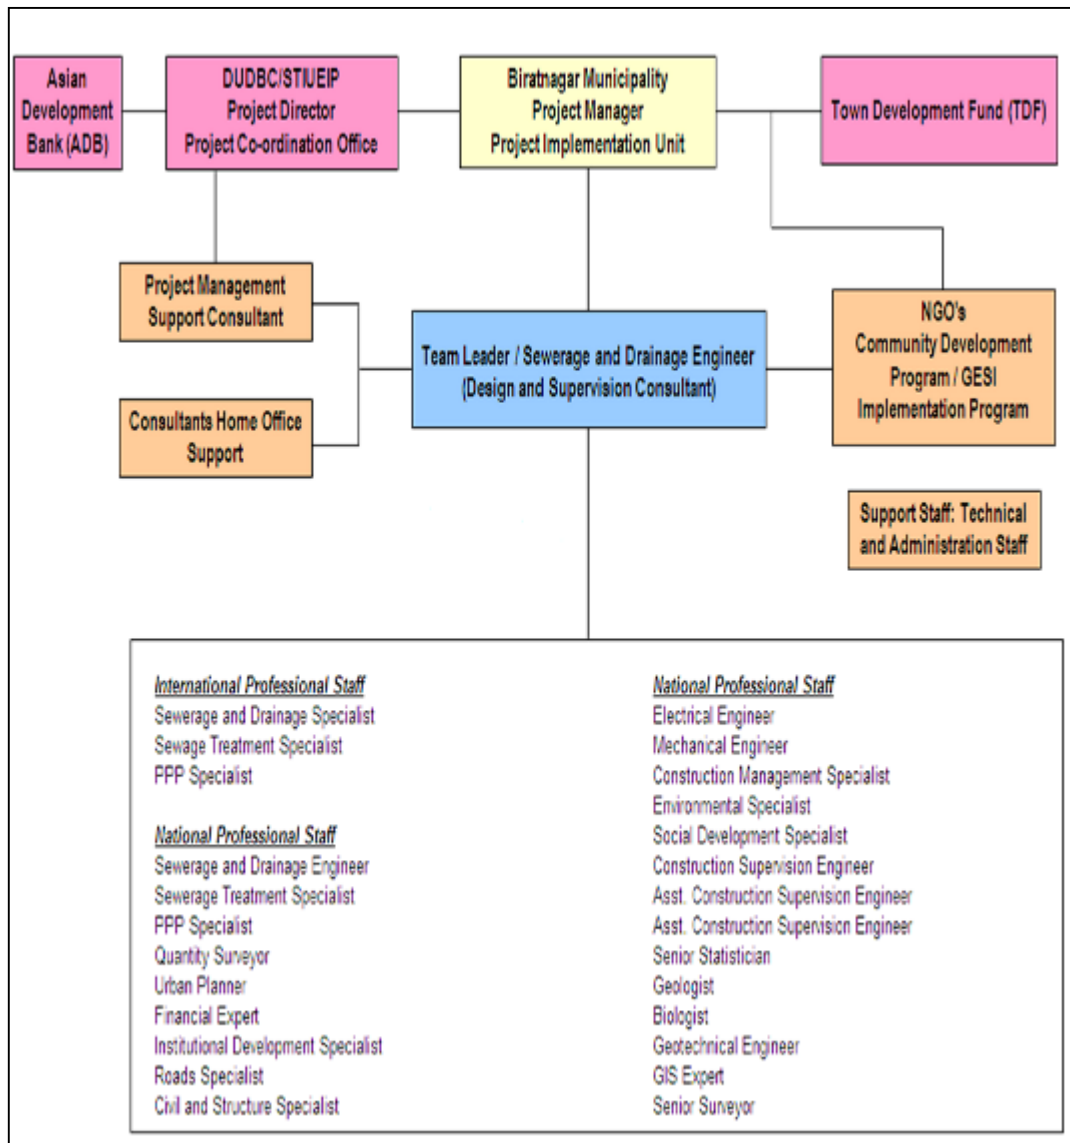 Asian
Development
Bank (ADB)
DUDBC/STIUEIP
Project Director
Project Co-ordination Office
Biratnagar Municipality
Project Manager
Project Implementation Unit
Town Development Fund (TDF)
Project Management
Support Consultant
Team Leader / Sewerage and Drainage Engineer
(Design and Supervision Consultant)
NGO's
Community Development
Program / GESI
Implementation Program
Consultants Home Office
Support
Support Staff: Technical
and Administration Staff
International Professional Staff
Sewerage and Drainage Specialist
Sewage Treatment Specialist
PPP Specialist
National Professional Staff
Sewerage and Drainage Engineer
Sewerage Treatment Specialist
PPP Specialist
Quantity Surveyor
Urban Planner
Financial Expert
Institutional Development Specialist
Roads Specialist
Civil and Structure Specialist
National Professional Staff
Electrical Engineer
Mechanical Engineer
Construction Management Specialist
Environmental Specialist
Social Development Specialist
Construction Supervision Engineer
Asst. Construction Supervision Engineer
Asst. Construction Supervision Engineer
Senior Statistician
Geologist
Biologist
Geotechnical Engineer
GIS Expert
Senior Surveyor